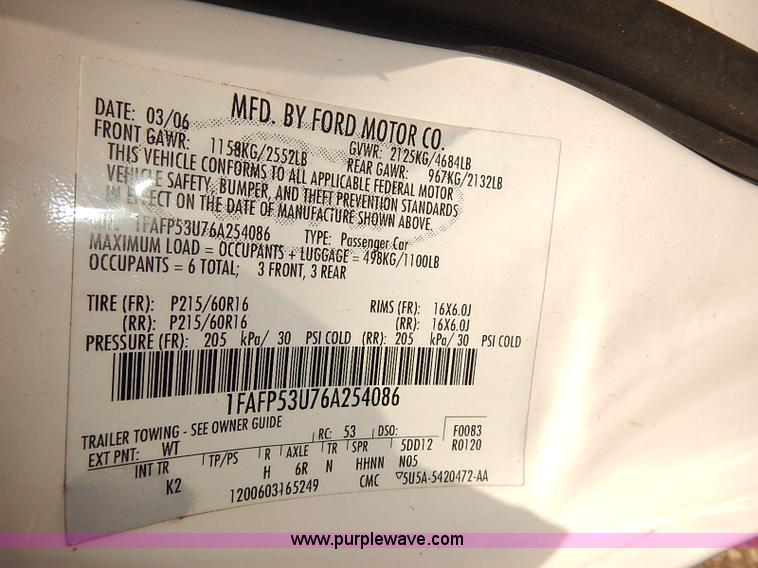 MFD. BY FORD MOTOR CO.
DATE: 03/06 GVWR: 2125KG/4684LB
FRONT GAWR: 1158KG/2552LB REAR GAWR: 967KG/2132LB
THIS VEHICLE CONFORMS TO ALL APPLICABLE FEDERAL MOTOR
VEHICLE SAFETY, BUMPER, AND THEFT PREVENTION STANDARDS
IN EFFECT ON THE DATE OF MANUFACTURE SHOWN ABOVE.
VIN: 1FAFP53U76A254086 TYPE: Passenger Car
MAXIMUM LOAD = OCCUPANTS + LUGGAGE = 498KG/1100LB
OCCUPANTS = 6 TOTAL; 3 FRONT, 3 REAR
TIRE (FR): P215/60R16 RIMS (FR): 16X6.0J
(RR): P215/60R16 (RR): 16X6.0J
PRESSURE (FR): 205 kPa/ 30 PSI COLD (RR): 205 kPa/ 30 PSI COLD
1FAFP53U76A254086
TRAILER TOWING - SEE OWNER GUIDE RC: 53 DSO: F0083
EXT PNT: WT 5DD12 R0120
INT TR TP/PS R AXLE TR SPR N05
K2 H 6R N HHNN
1200603165249 CMC ▽5U5A-5420472-AA
www.purplewave.com